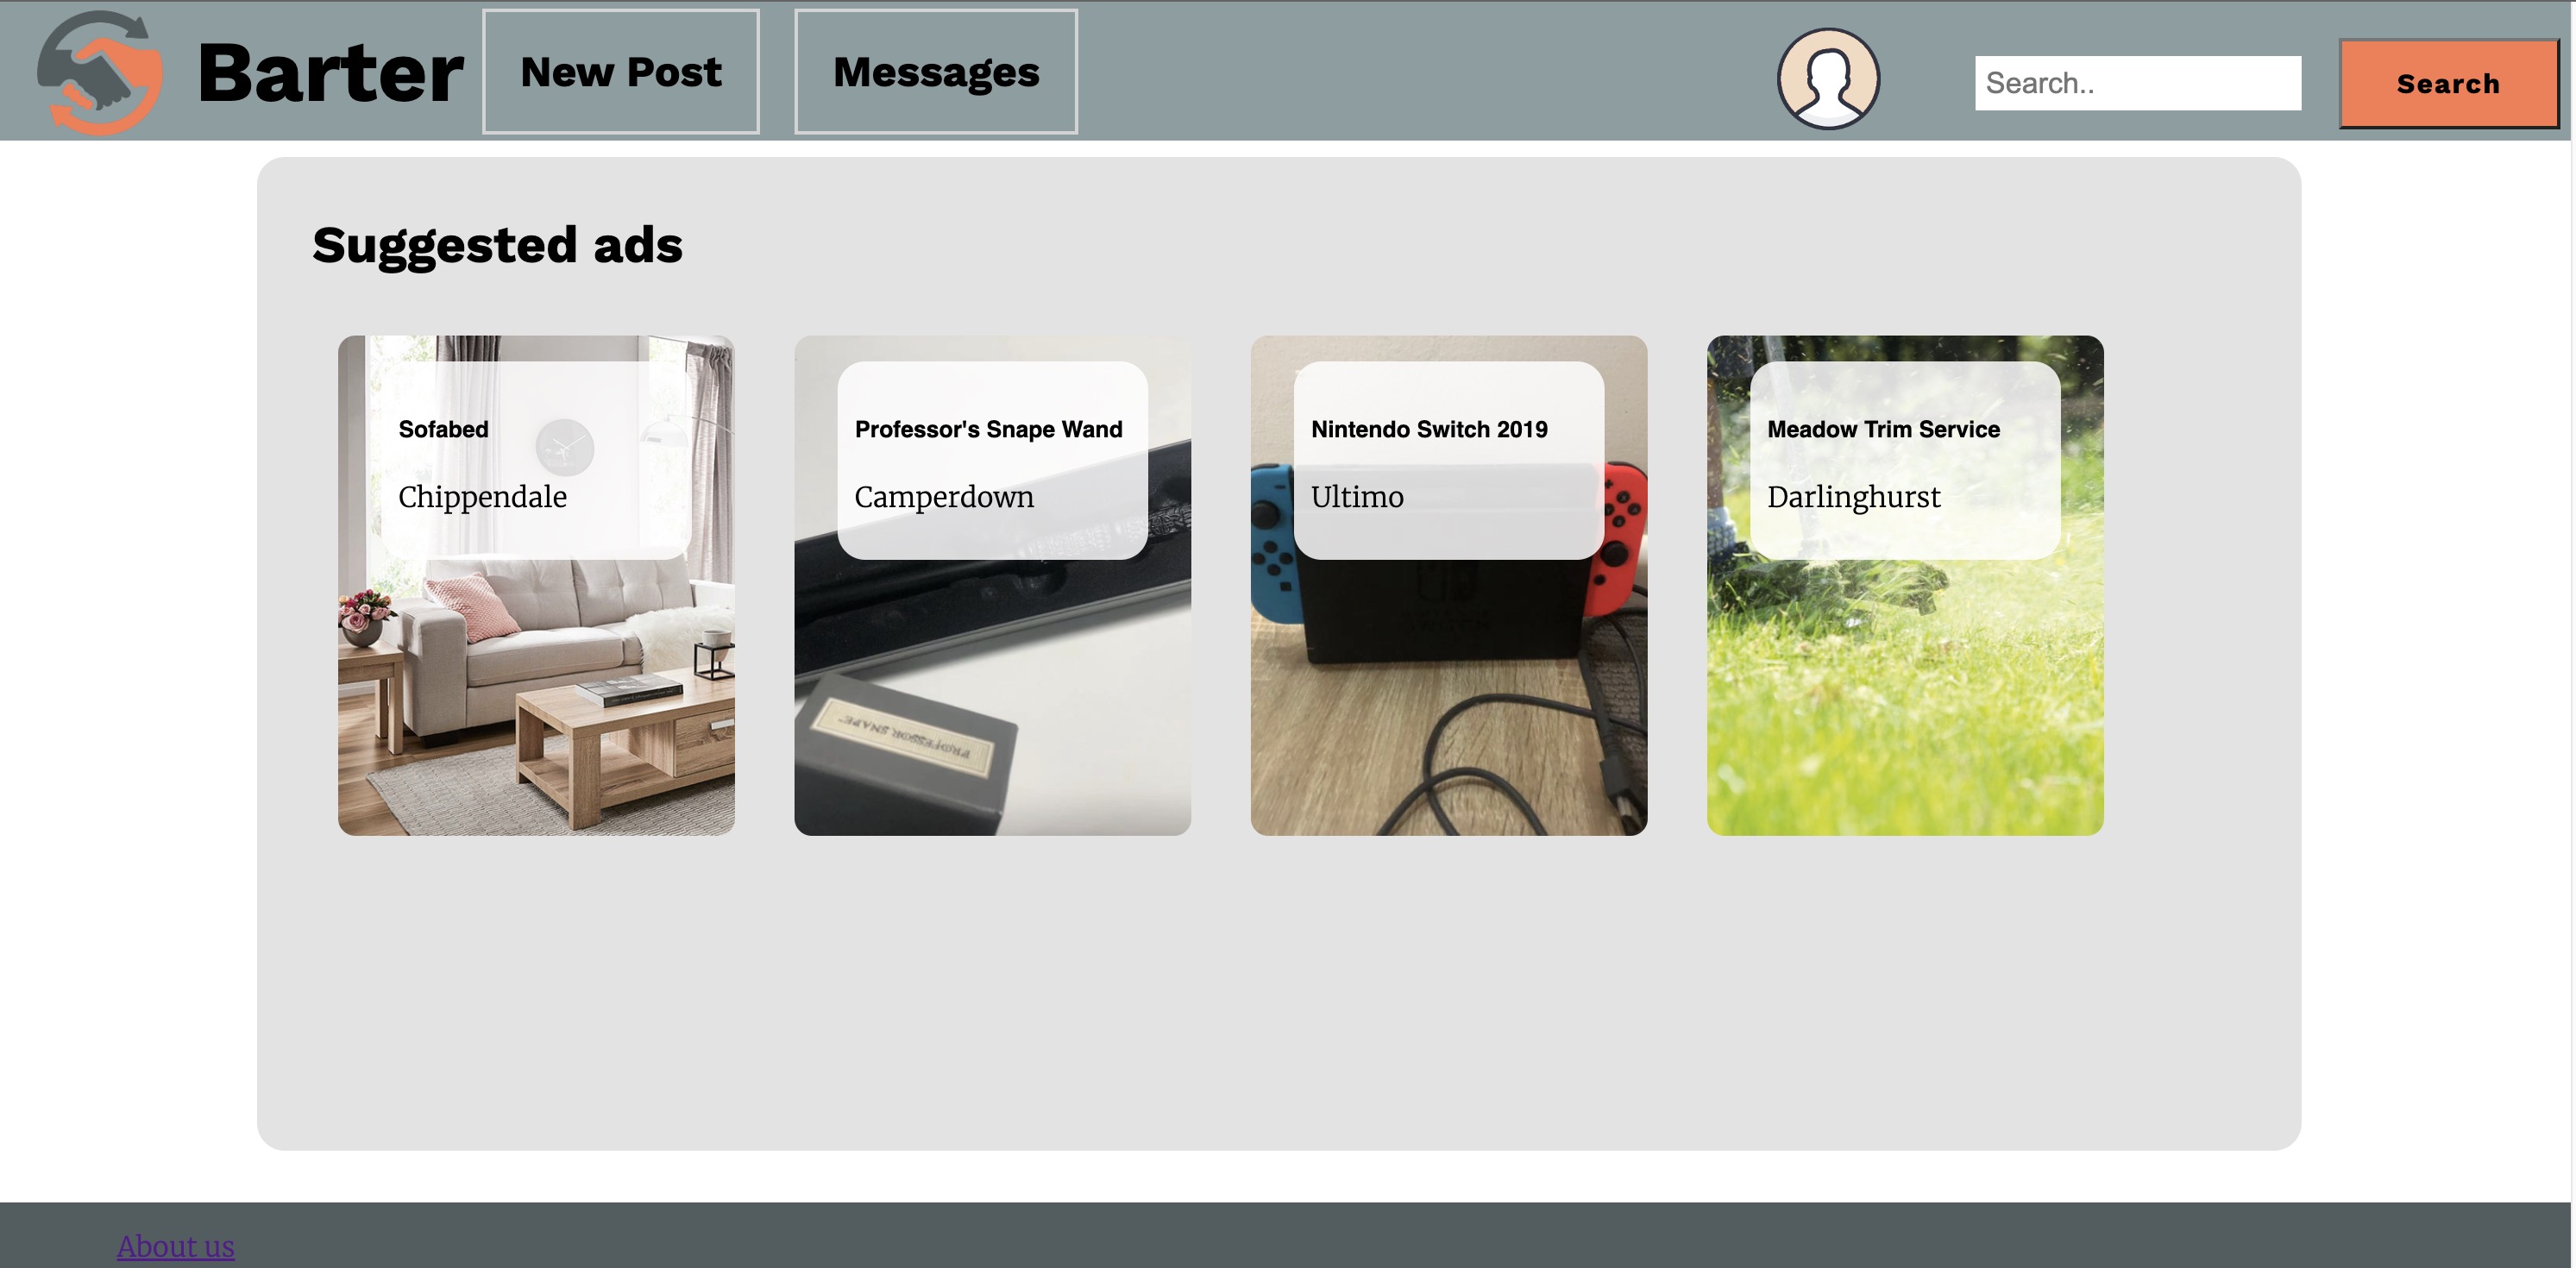 Barter
New Post
Messages
Search..
Search
Suggested ads
Sofabed
Chippendale
Professor's Snape Wand
Camperdown
PROFESSOR SNAPE™
Nintendo Switch 2019
Ultimo
Meadow Trim Service
Darlinghurst
About us